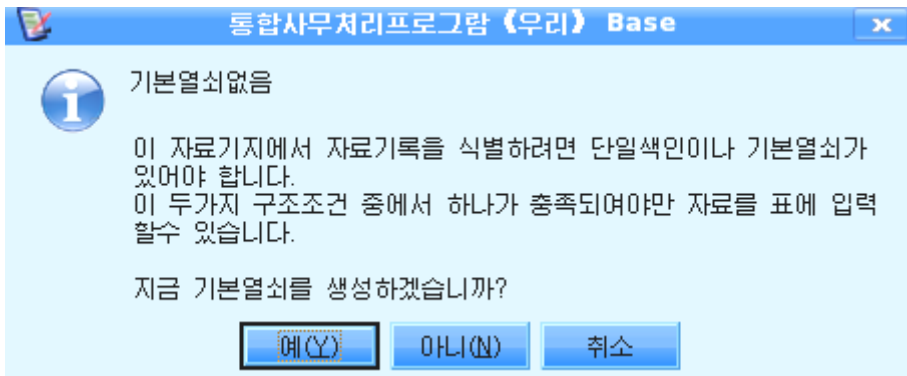 통합사무처리프로그람 《우리》 Base
기본열쇠없음
이 자료기지에서 자료기록을 식별하려면 단일색인이나 기본열쇠가
있어야 합니다.
이 두가지 구조조건 중에서 하나가 충족되여야만 자료를 표에 입력
할수 있습니다.
지금 기본열쇠를 생성하겠습니까?
예(Y) 아니(N) 취소